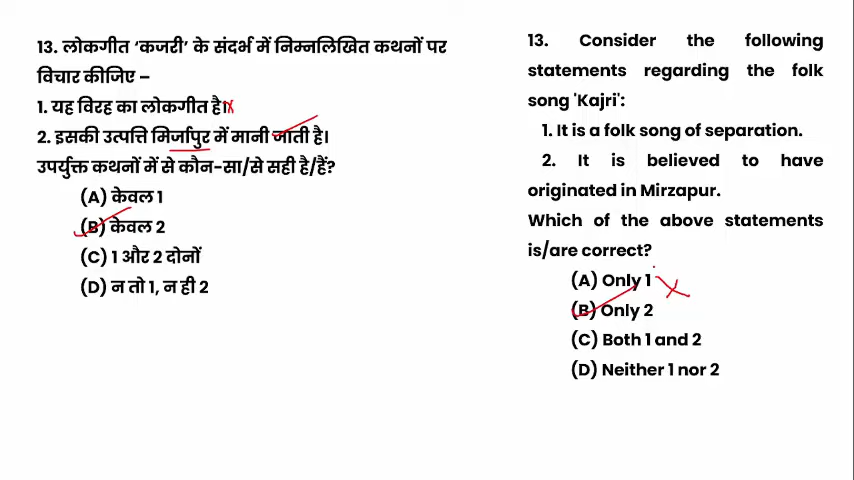 13. लोकगीत ‘कजरी’ के संदर्भ में निम्नलिखित कथनों पर
विचार कीजिए –
1. यह विरह का लोकगीत है।
2. इसकी उत्पत्ति मिर्जापुर में मानी जाती है।
उपर्युक्त कथनों में से कौन-सा/से सही है/हैं?
(A) केवल 1
(B) केवल 2
(C) 1 और 2 दोनों
(D) न तो 1, न ही 2
13. Consider the following
statements regarding the folk
song 'Kajri':
1. It is a folk song of separation.
2. It is believed to have
originated in Mirzapur.
Which of the above statements
is/are correct?
(A) Only 1
(B) Only 2
(C) Both 1 and 2
(D) Neither 1 nor 2